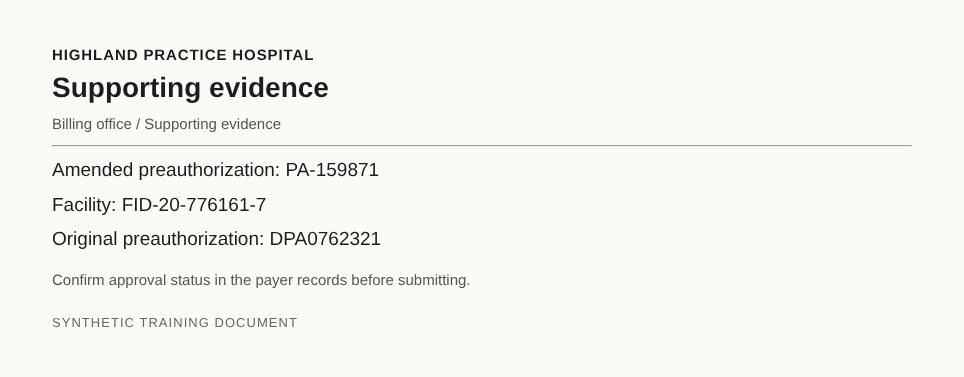 HIGHLAND PRACTICE HOSPITAL
Supporting evidence
Billing office / Supporting evidence
Amended preauthorization: PA-159871
Facility: FID-20-776161-7
Original preauthorization: DPA0762321
Confirm approval status in the payer records before submitting.
SYNTHETIC TRAINING DOCUMENT